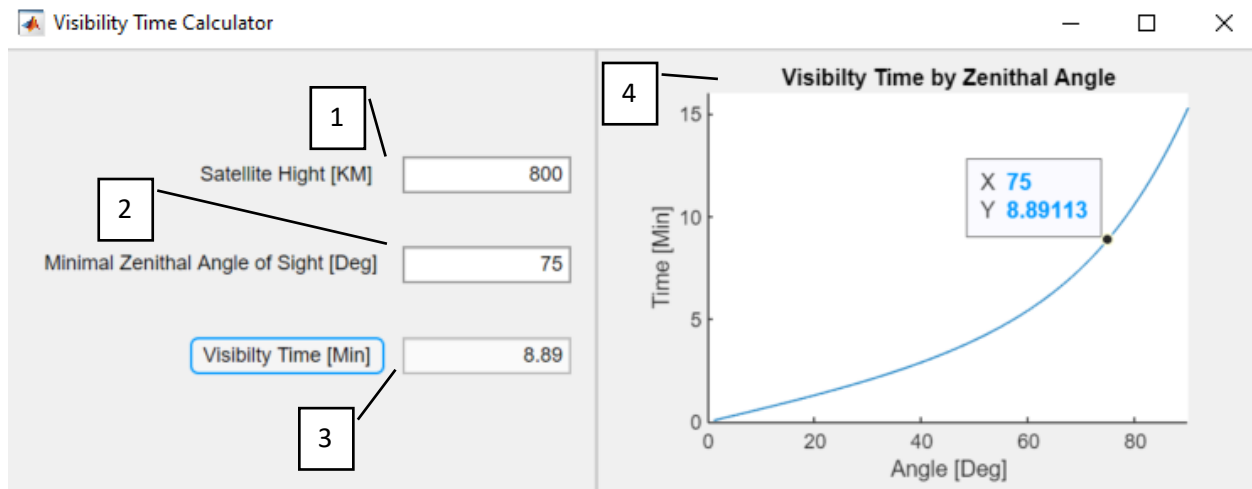 Visibility Time Calculator
1
Satellite Hight [KM]
800
2
Minimal Zenithal Angle of Sight [Deg]
75
Visibilty Time [Min]
8.89
3
4
Visibilty Time by Zenithal Angle
15
10
5
0
Time [Min]
X 75
Y 8.89113
0
20
40
60
80
Angle [Deg]